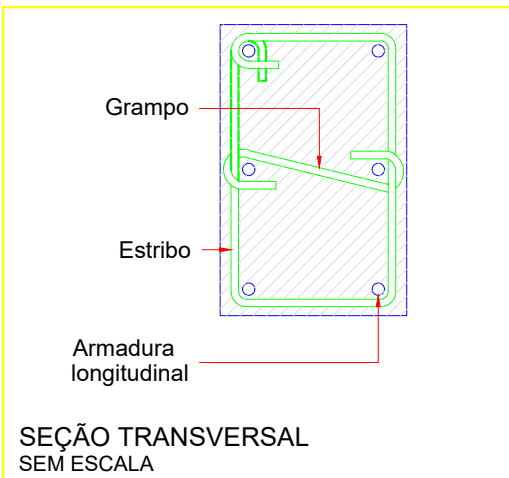 Grampo
Estribo
Armadura
longitudinal
SEÇÃO TRANSVERSAL
SEM ESCALA